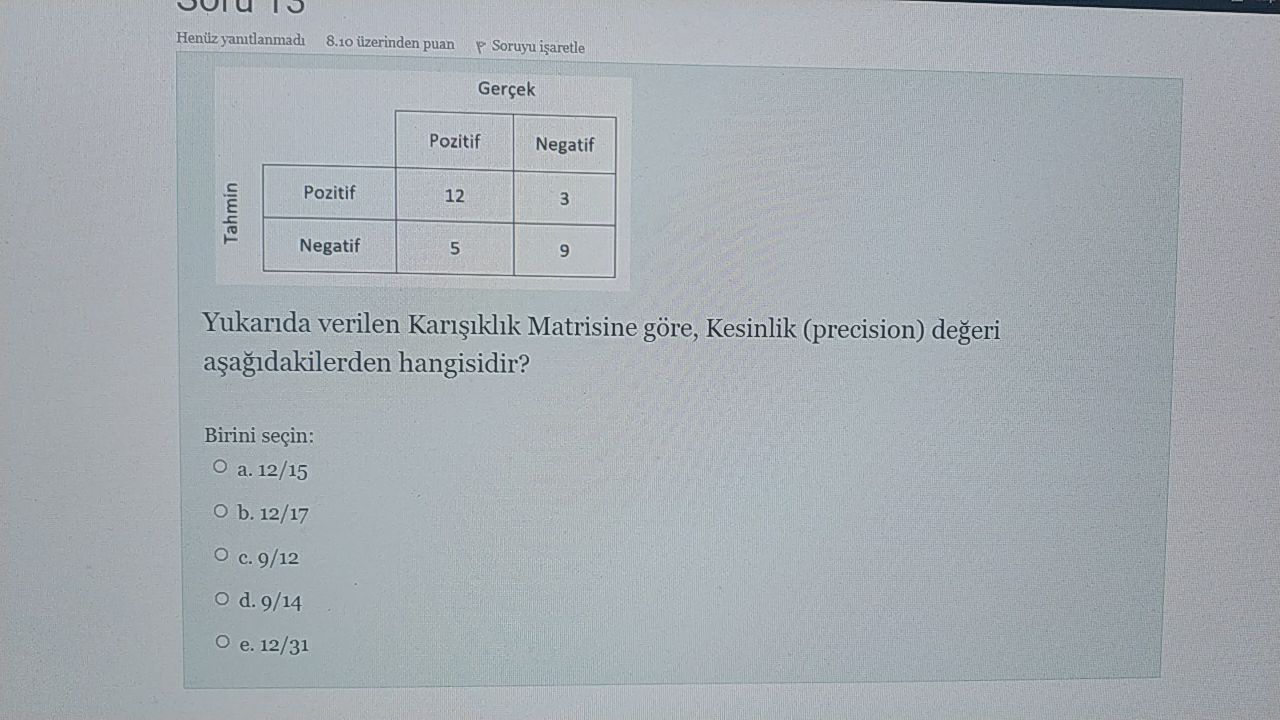 Soru 13
Henüz yanıtlanmadı 8.10 üzerinden puan Soruyu işaretle
Gerçek
Pozitif Negatif
Tahmin
Pozitif 12 3
Negatif 5 9
Yukarıda verilen Karışıklık Matrisine göre, Kesinlik (precision) değeri
aşağıdakilerden hangisidir?
Birini seçin:
a. 12/15
b. 12/17
c. 9/12
d. 9/14
e. 12/31